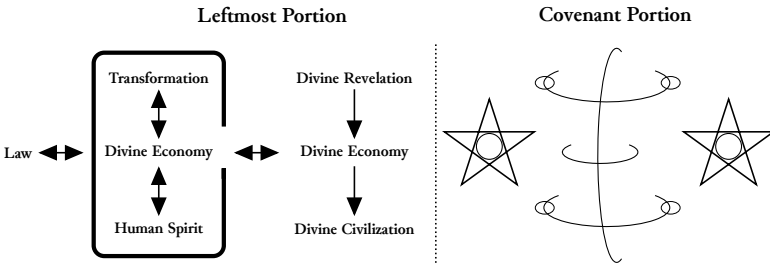 Leftmost Portion
Covenant Portion
Transformation
Divine Revelation
Law
Divine Economy
Divine Economy
Human Spirit
Divine Civilization